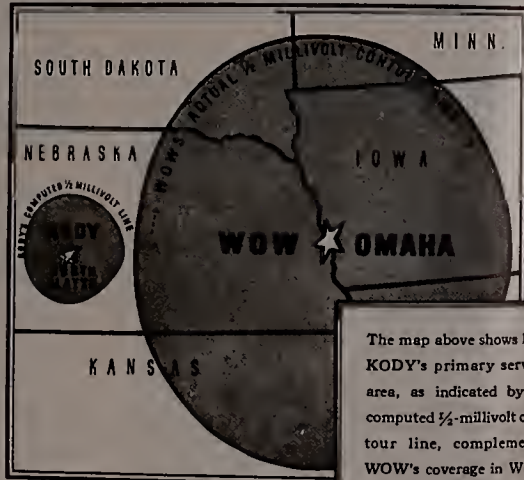 MINN.
SOUTH DAKOTA
WOW'S ACTUAL ½ MILLIVOLT
NEBRASKA
IOWA
COMPUTED ½ MILLIVOLT LINE
KODY
NORTH
PLATTE
WOW OMAHA
KANSAS
The map above shows
KODY's primary serv
area, as indicated by
computed ½-millivolt c
tour line, compleme
WOW's coverage in W